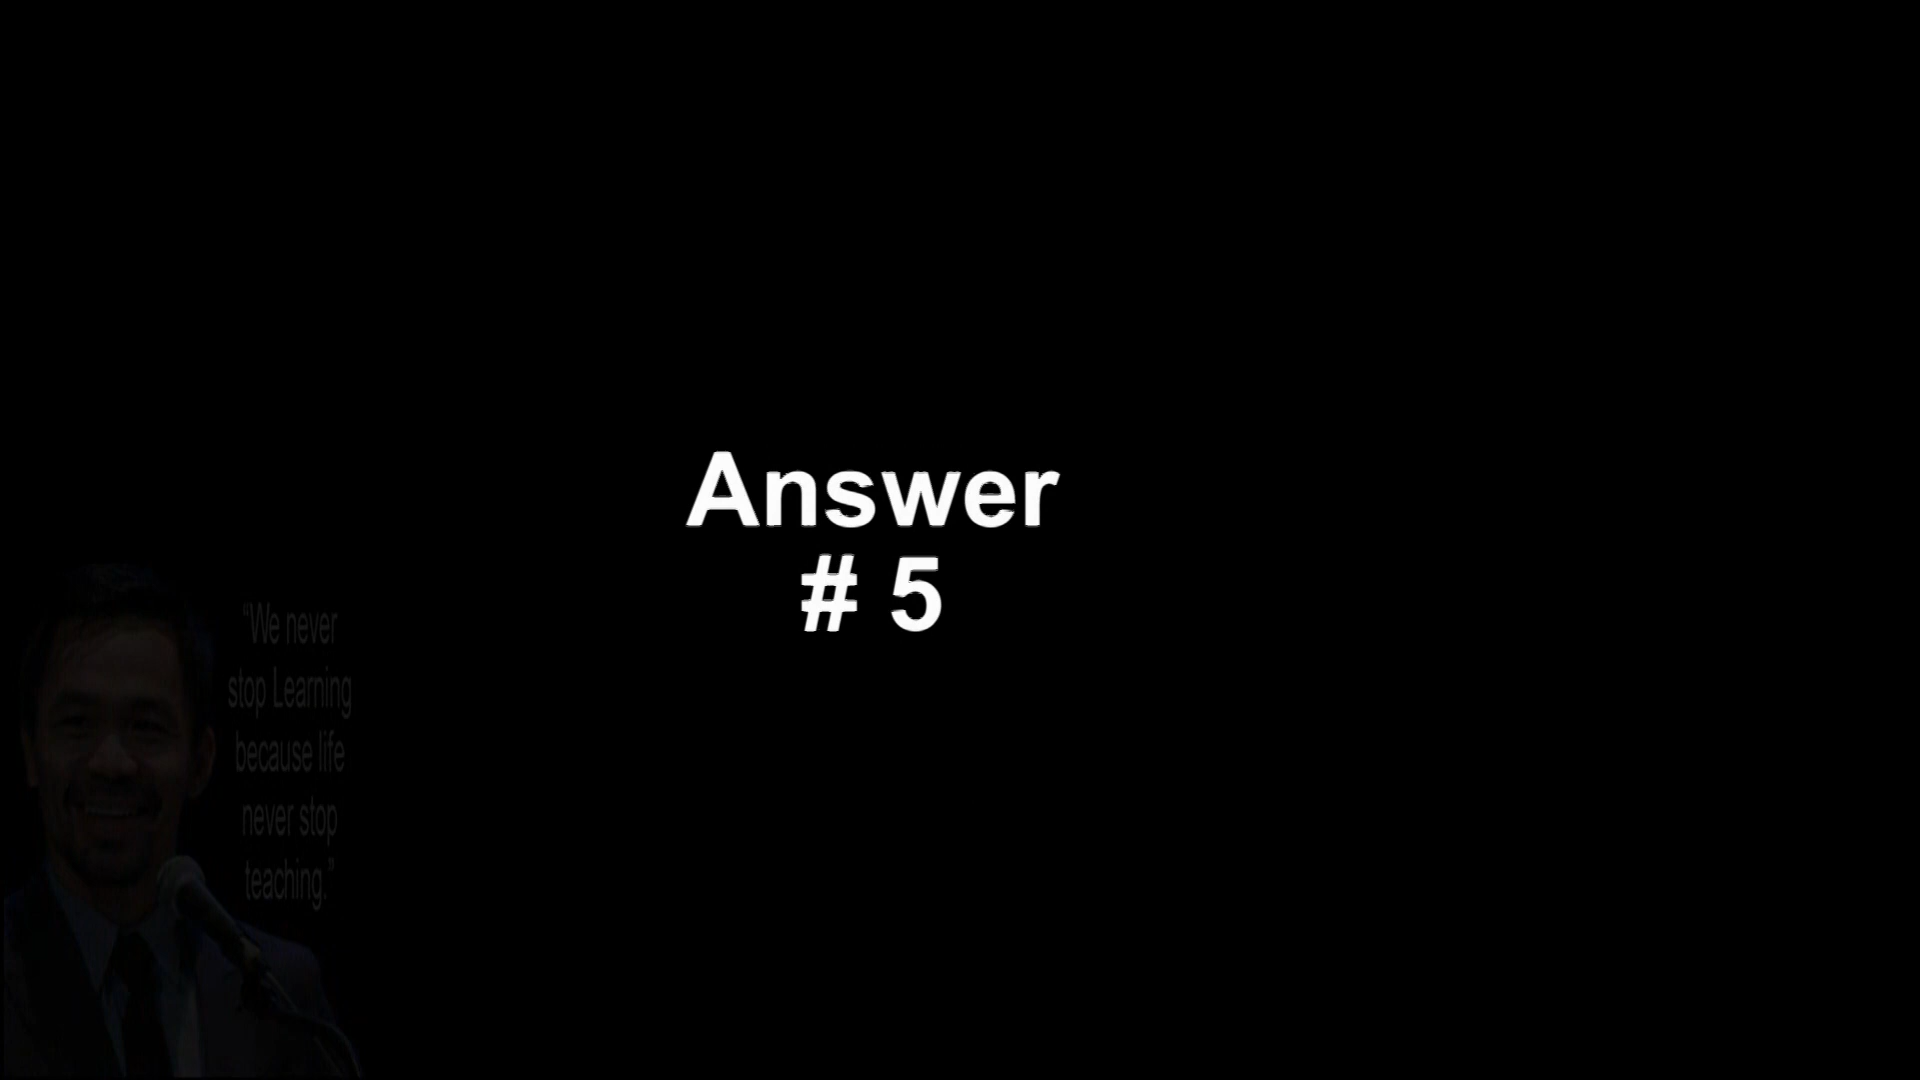 Answer
# 5
“We never
stop Learning
because life
never stop
teaching.”